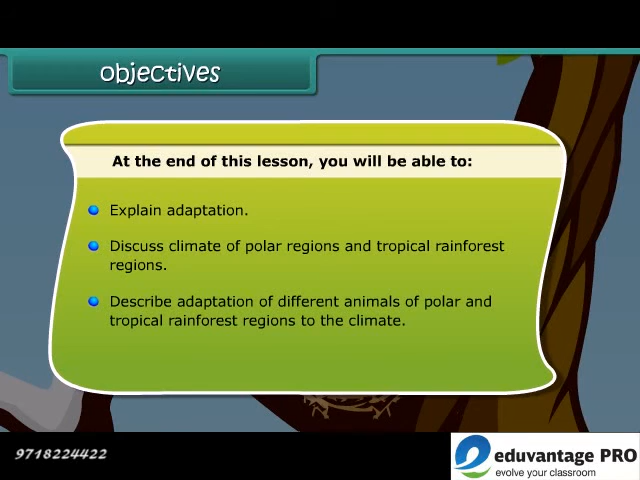 objectives
At the end of this lesson, you will be able to:
Explain adaptation.
Discuss climate of polar regions and tropical rainforest
regions.
Describe adaptation of different animals of polar and
tropical rainforest regions to the climate.
9718224422
eduvantage PRO
evolve your classroom